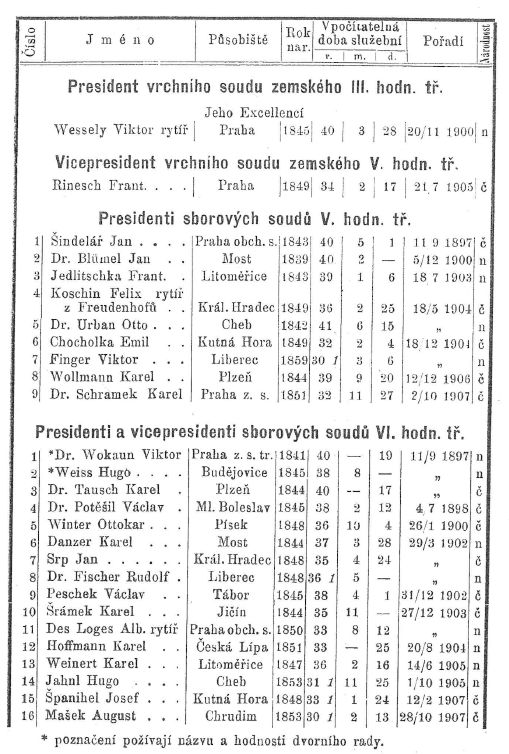 Číslo Jméno Působiště Rok nar. Vpočítatelná doba služební r. m. d. Pořadí Národnost
President vrchního soudu zemského III. hodn. tř.
Jeho Excellencí
Wessely Viktor rytíř Praha 1845 40 3 28 20/11 1900 n
Vicepresident vrchního soudu zemského V. hodn. tř.
Rinesch Frant. . . . Praha 1849 34 2 17 21/7 1905 č
Presidenti sborových soudů V. hodn. tř.
1 Šindelář Jan . . . . Praha obch. s. 1843 40 5 1 11 9 1897 č
2 Dr. Blümel Jan . . Most 1839 40 2 — 5/12 1900 n
3 Jedlitschka Frant. . Litoměřice 1843 39 1 6 18 7 1903 n
4 Koschin Felix rytíř
z Freudenhofů . . Král. Hradec 1849 36 2 25 18/5 1904 č
5 Dr. Urban Otto . . . Cheb 1842 41 6 15 „ n
6 Chocholka Emil . . Kutná Hora 1849 32 2 4 18/12 1904 č
7 Finger Viktor . . . Liberec 1859 30 1 3 6 „ n
8 Wollmann Karel . . Plzeň 1844 39 9 20 12/12 1906 č
9 Dr. Schramek Karel Praha z. s. 1851 32 11 27 2/10 1907 č
Presidenti a vicepresidenti sborových soudů VI. hodn. tř.
1 *Dr. Wokaun Viktor Praha z. s. tr. 1841 40 — 19 11/9 1897 n
2 *Weiss Hugo . . . . Budějovice 1845 38 8 — „ n
3 Dr. Tausch Karel . Plzeň 1844 40 — 17 „ č
4 Dr. Potěšil Václav . Ml. Boleslav 1845 38 2 12 4 7 1898 č
5 Winter Ottokar . . . Písek 1848 36 10 4 26/1 1900 č
6 Danzer Karel . . . Most 1844 37 3 28 29/3 1902 n
7 Srp Jan . . . . . . Král. Hradec 1848 35 4 24 „ č
8 Dr. Fischer Rudolf . Liberec 1848 36 1 5 — „ n
9 Peschek Václav . . Tábor 1845 38 4 1 31/12 1902 č
10 Šrámek Karel . . . Jičín 1844 35 11 — 27/12 1903 č
11 Des Loges Alb. rytíř Praha obch. s. 1850 33 8 12 „ n
12 Hoffmann Karel . . Česká Lípa 1851 33 — 25 20/8 1904 n
13 Weinert Karel . . . Litoměřice 1847 36 2 16 14/6 1905 n
14 Jahnl Hugo . . . . Cheb 1853 31 1 11 25 1/10 1905 n
15 Španihel Josef . . . Kutná Hora 1848 33 1 1 24 12/2 1907 č
16 Mašek August . . . Chrudim 1853 30 1 2 13 28/10 1907 č
* poznačení požívají názvu a hodnosti dvorního rady.